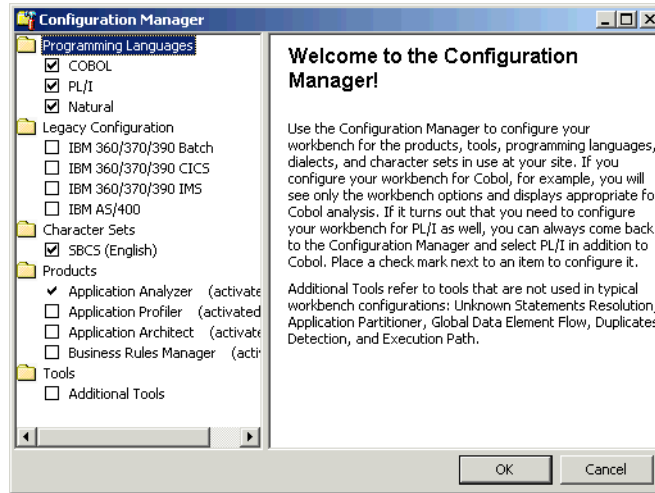 Configuration Manager
Programming Languages
COBOL
PL/I
Natural
Legacy Configuration
IBM 360/370/390 Batch
IBM 360/370/390 CICS
IBM 360/370/390 IMS
IBM AS/400
Character Sets
SBCS (English)
Products
Application Analyzer (activate
Application Profiler (activated
Application Architect (activate
Business Rules Manager (acti
Tools
Additional Tools
Welcome to the Configuration
Manager!
Use the Configuration Manager to configure your
workbench for the products, tools, programming languages,
dialects, and character sets in use at your site. If you
configure your workbench for Cobol, for example, you will
see only the workbench options and displays appropriate fo
Cobol analysis. If it turns out that you need to configure
your workbench for PL/I as well, you can always come back
to the Configuration Manager and select PL/I in addition to
Cobol. Place a check mark next to an item to configure it.
Additional Tools refer to tools that are not used in typical
workbench configurations: Unknown Statements Resolution,
Application Partitioner, Global Data Element Flow, Duplicates
Detection, and Execution Path.
OK
Cancel